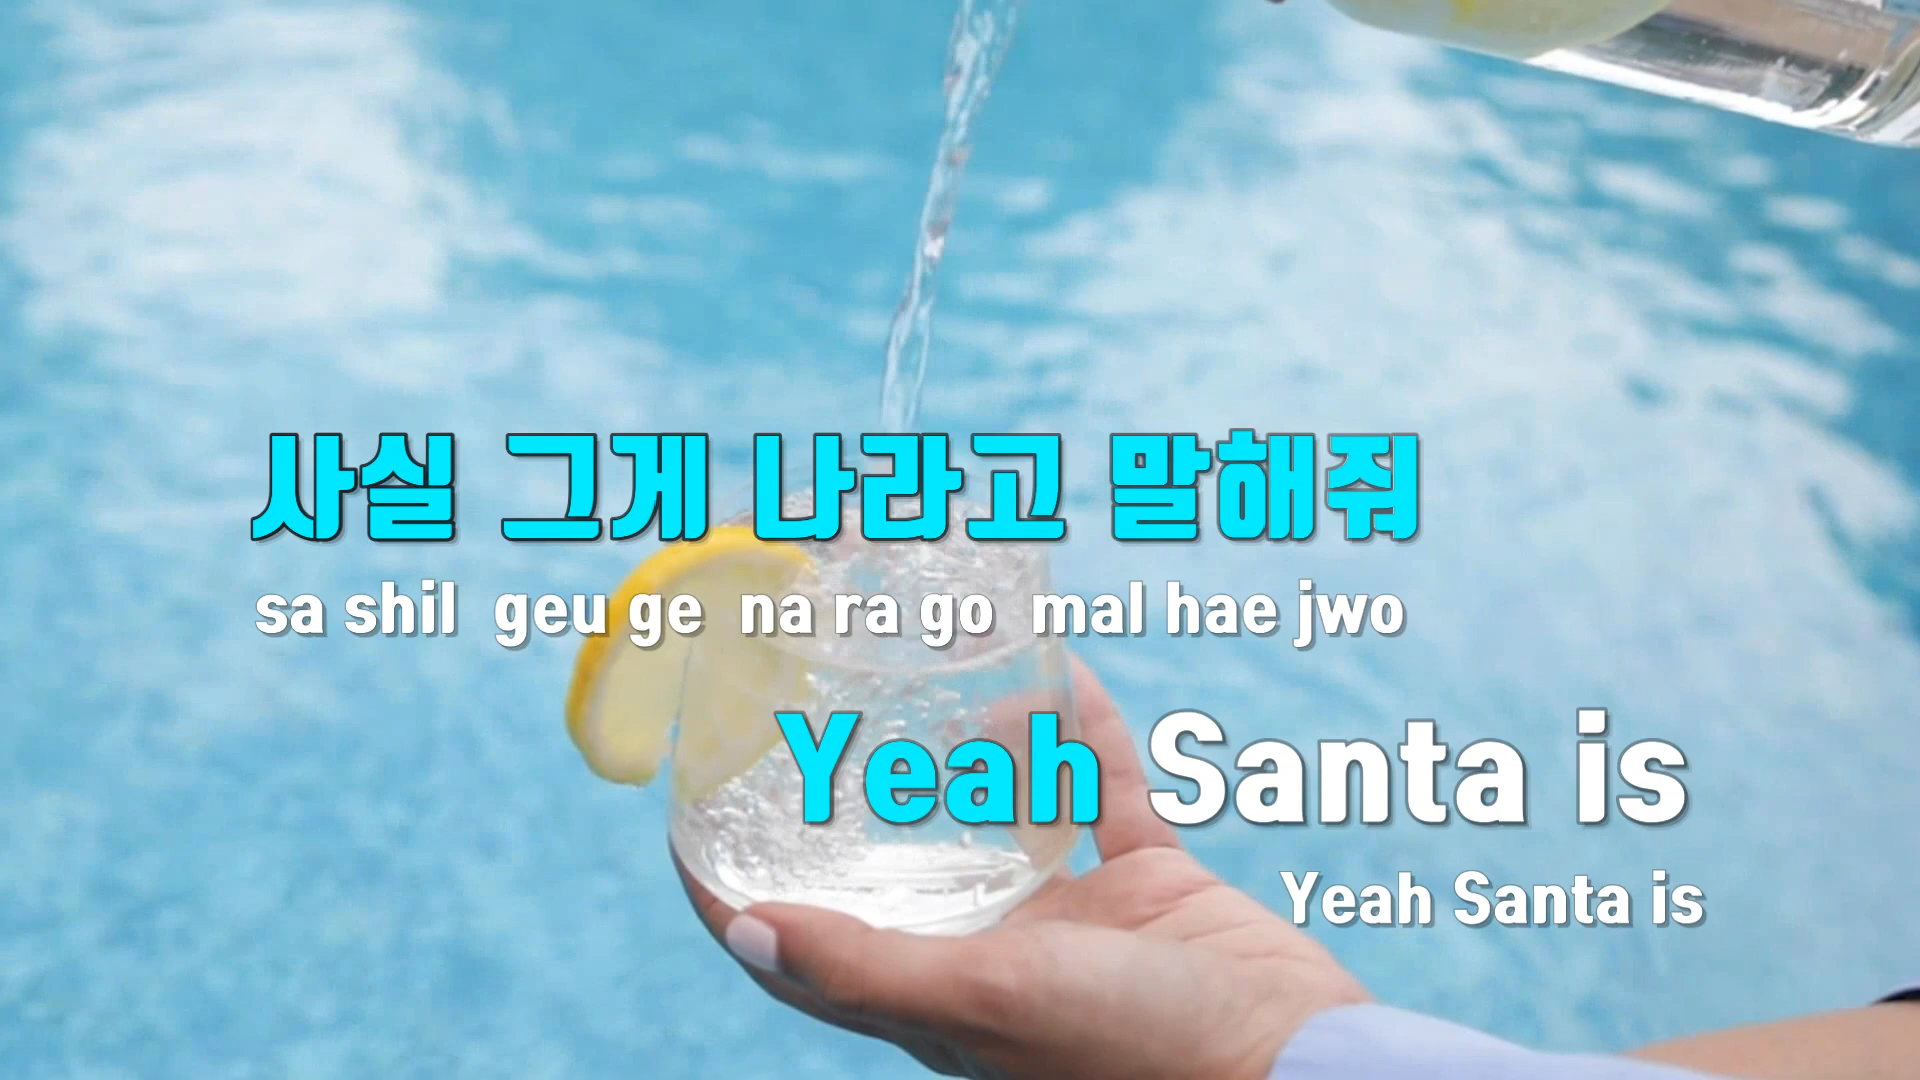 사실 그게 나라고 말해줘
sa shil geu ge na ra go mal hae jwo
Yeah Santa is
Yeah Santa is